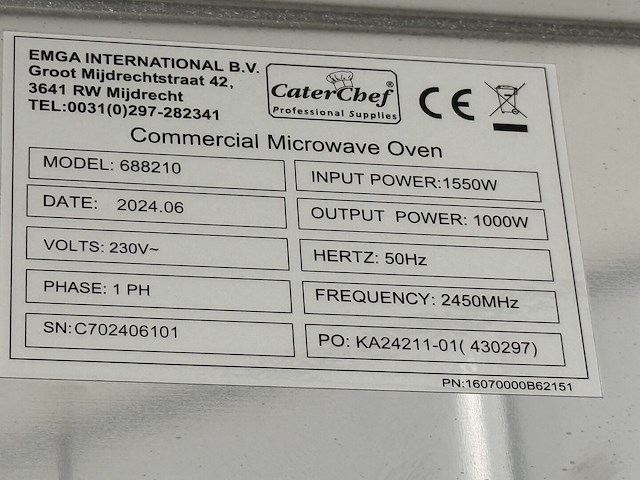 EMGA INTERNATIONAL B.V.
Groot Mijdrechtstraat 42,
3641 RW Mijdrecht
TEL:0031(0)297-282341
CaterChef®
Professional Supplies
CE
Commercial Microwave Oven
MODEL: 688210
INPUT POWER:1550W
DATE: 2024.06
OUTPUT POWER: 1000W
VOLTS: 230V~
HERTZ: 50Hz
PHASE: 1 PH
FREQUENCY: 2450MHz
SN:C702406101
PO: KA24211-01( 430297)
PN:16070000B62151